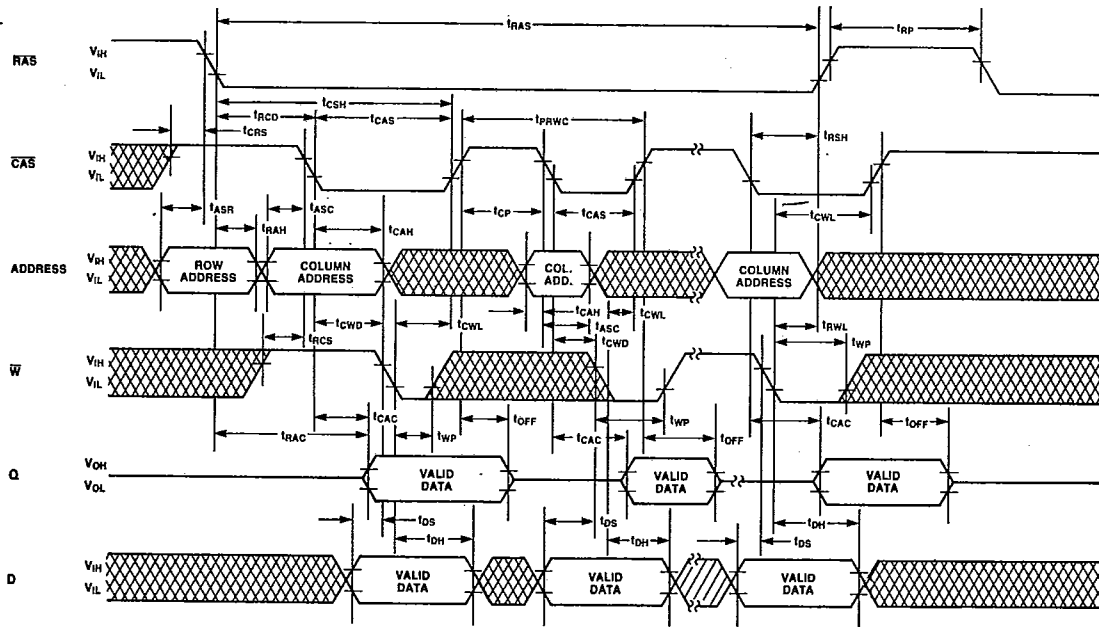 tRAS
tRP
RAS
VIH
VIL
tCSH
tRCD
tCAS
tPRWC
tCRS
tRSH
CAS
VIH
VIL
tASR
tASC
tCP
tCAS
tCWL
tRAH
tCAH
ADDRESS
VIH
VIL
ROW ADDRESS
COLUMN ADDRESS
COL. ADD.
COLUMN ADDRESS
tCWD
tCWL
tCAH
tCWL
tASC
tRWL
tRCS
tCWD
tWP
W
VIH
VIL
tCAC
tOFF
tWP
tCAC
tOFF
tRAC
tWP
tCAC
tOFF
Q
VOH
VOL
VALID DATA
VALID DATA
VALID DATA
tDS
tDH
tDS
tDH
tDH
tDS
D
VIH
VIL
VALID DATA
VALID DATA
VALID DATA